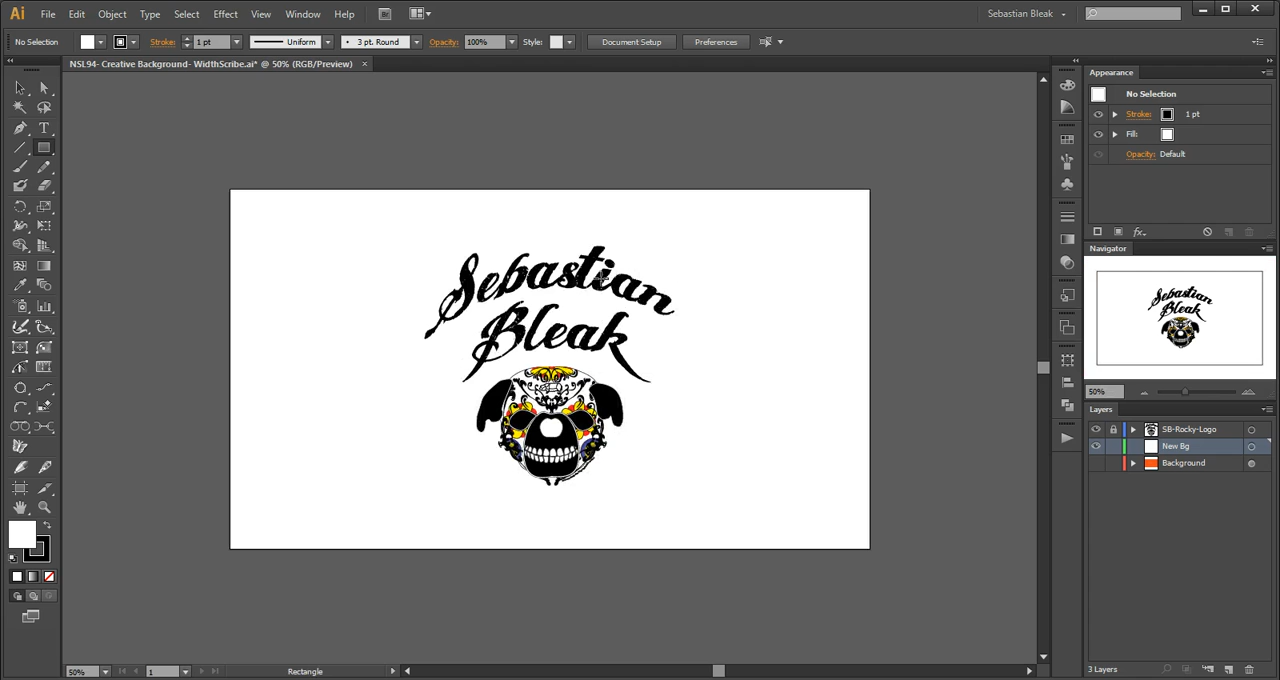 Ai File Edit Object Type Select Effect View Window Help Sebastian Bleak
No Selection Stroke: 1 pt Uniform 3 pt. Round Opacity: 100% Style: Document Setup Preferences
NSL94- Creative Background- WidthScribe.ai* @ 50% (RGB/Preview)
Appearance
No Selection
Stroke: 1 pt
Fill:
Opacity: Default
fx
Navigator
Sebastian
Bleak
Sebastian
Bleak
50%
Layers
SB-Rocky-Logo
New Bg
Background
3 Layers
50% 1 Rectangle